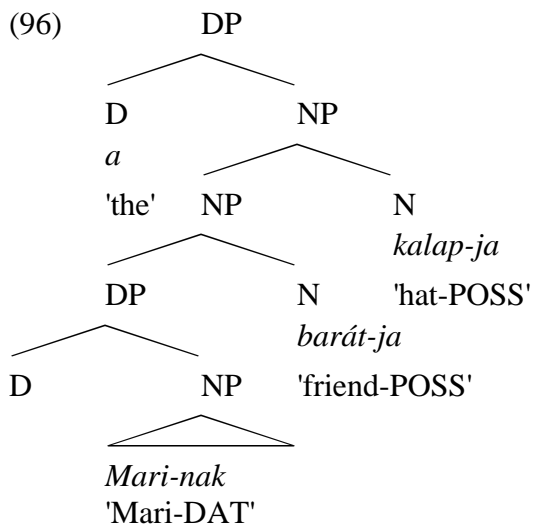 (96) DP
D NP
a
'the' NP N
kalap-ja
DP N 'hat-POSS'
barát-ja
D NP 'friend-POSS'
Mari-nak
'Mari-DAT'